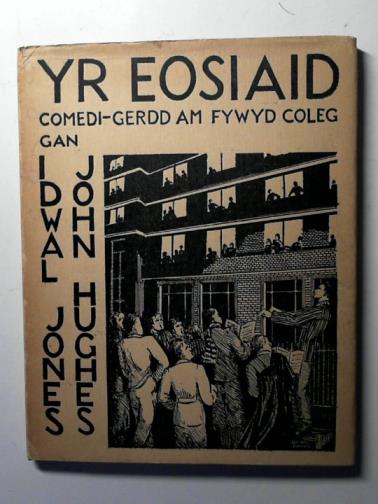 YR EOSIAID
COMEDI-GERDD AM FYWYD COLEG
GAN
IDWAL JONES
JOHN HUGHES